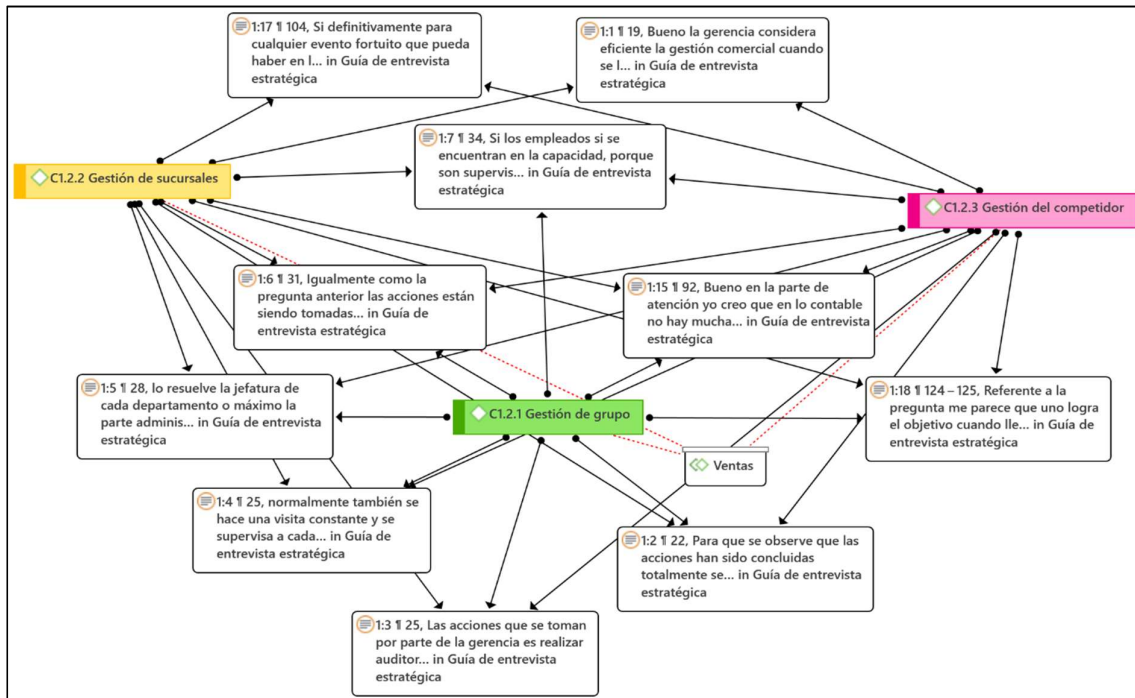 1:17 ¶ 104, Si definitivamente para
cualquier evento fortuito que pueda
haber en l... in Guía de entrevista
estratégica
1:1 ¶ 19, Bueno la gerencia considera
eficiente la gestión comercial cuando
se l... in Guía de entrevista
estratégica
1:7 ¶ 34, Si los empleados si se
encuentran en la capacidad, porque
son supervis... in Guía de entrevista
estratégica
C1.2.2 Gestión de sucursales
C1.2.3 Gestión del competidor
1:6 ¶ 31, Igualmente como la
pregunta anterior las acciones están
siendo tomadas... in Guía de
entrevista estratégica
1:15 ¶ 92, Bueno en la parte de
atención yo creo que en lo contable
no hay mucha... in Guía de entrevista
estratégica
1:5 ¶ 28, lo resuelve la jefatura de
cada departamento o máximo la
parte adminis... in Guía de entrevista
estratégica
C1.2.1 Gestión de grupo
1:18 ¶ 124 – 125, Referente a la
pregunta me parece que uno logra
el objetivo cuando lle... in Guía de
entrevista estratégica
Ventas
1:4 ¶ 25, normalmente también se
hace una visita constante y se
supervisa a cada... in Guía de
entrevista estratégica
1:2 ¶ 22, Para que se observe que las
acciones han sido concluidas
totalmente se... in Guía de entrevista
estratégica
1:3 ¶ 25, Las acciones que se toman
por parte de la gerencia es realizar
auditor... in Guía de entrevista
estratégica